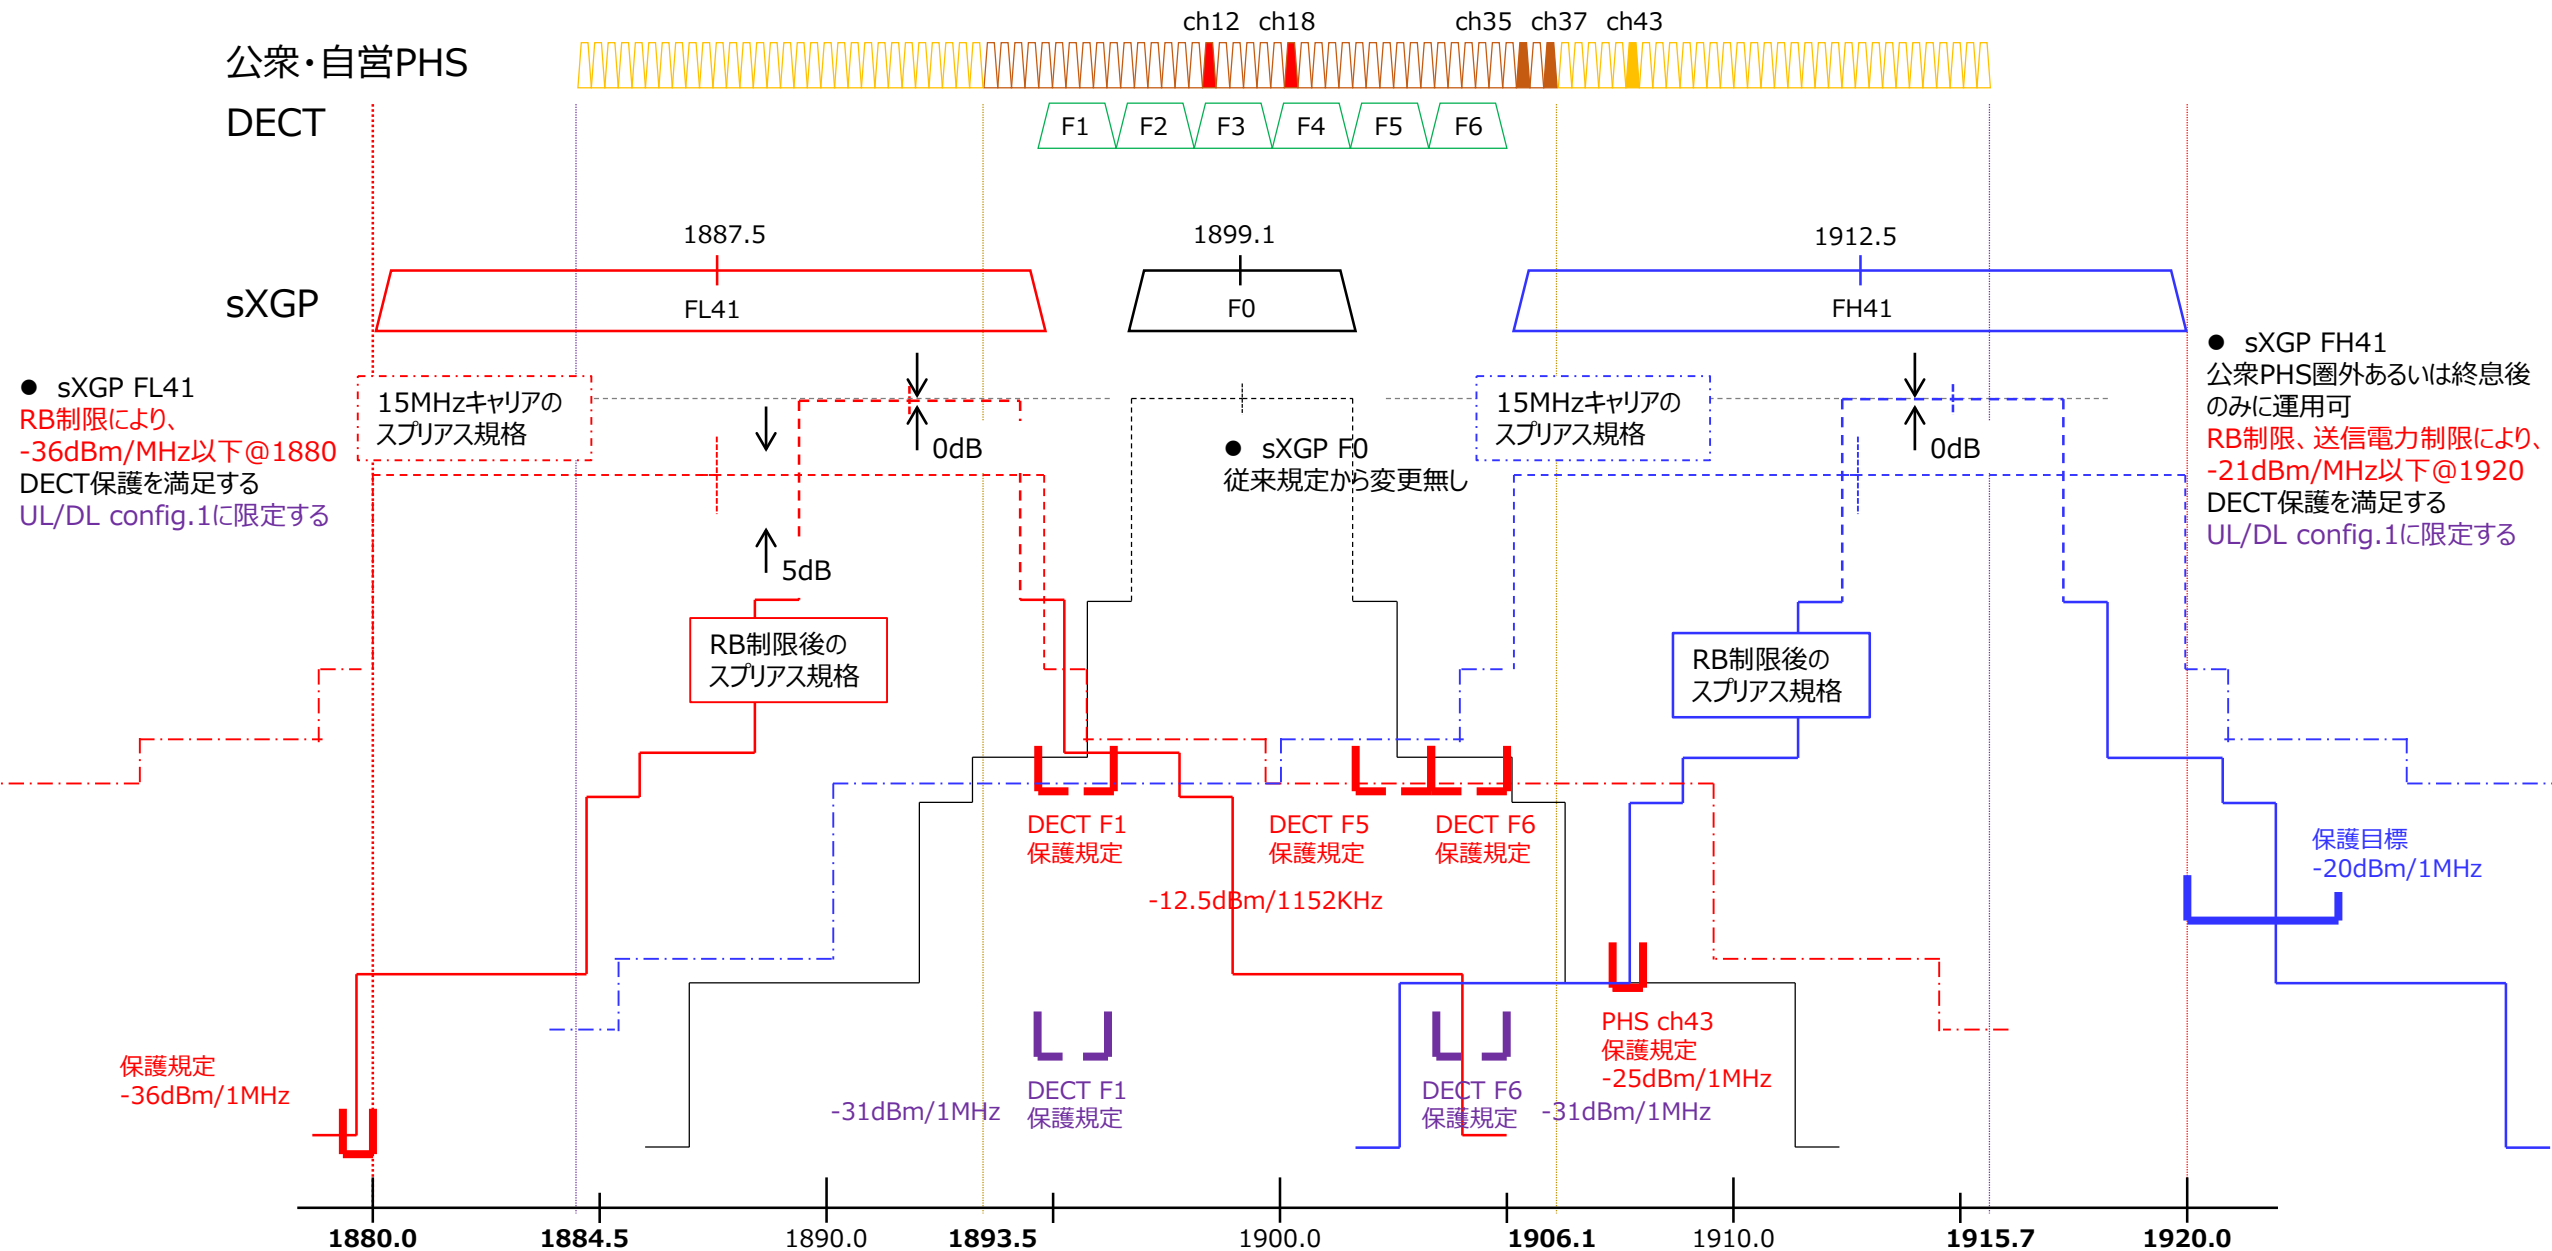 ch12 ch18 ch35 ch37 ch43
公衆・自営PHS
DECT
F1 F2 F3 F4 F5 F6
1887.5 1899.1 1912.5
sXGP
FL41 F0 FH41
● sXGP FL41
RB制限により、
-36dBm/MHz以下@1880
DECT保護を満足する
UL/DL config.1に限定する
15MHzキャリアの
スプリアス規格
0dB
5dB
● sXGP F0
従来規定から変更無し
15MHzキャリアの
スプリアス規格
0dB
● sXGP FH41
公衆PHS圏外あるいは終息後
のみに運用可
RB制限、送信電力制限により、
-21dBm/MHz以下@1920
DECT保護を満足する
UL/DL config.1に限定する
RB制限後の
スプリアス規格
RB制限後の
スプリアス規格
DECT F1
保護規定
DECT F5
保護規定
DECT F6
保護規定
-12.5dBm/1152KHz
保護目標
-20dBm/1MHz
PHS ch43
保護規定
-25dBm/1MHz
保護規定
-36dBm/1MHz
-31dBm/1MHz
DECT F1
保護規定
DECT F6
保護規定
-31dBm/1MHz
1880.0 1884.5 1890.0 1893.5 1900.0 1906.1 1910.0 1915.7 1920.0